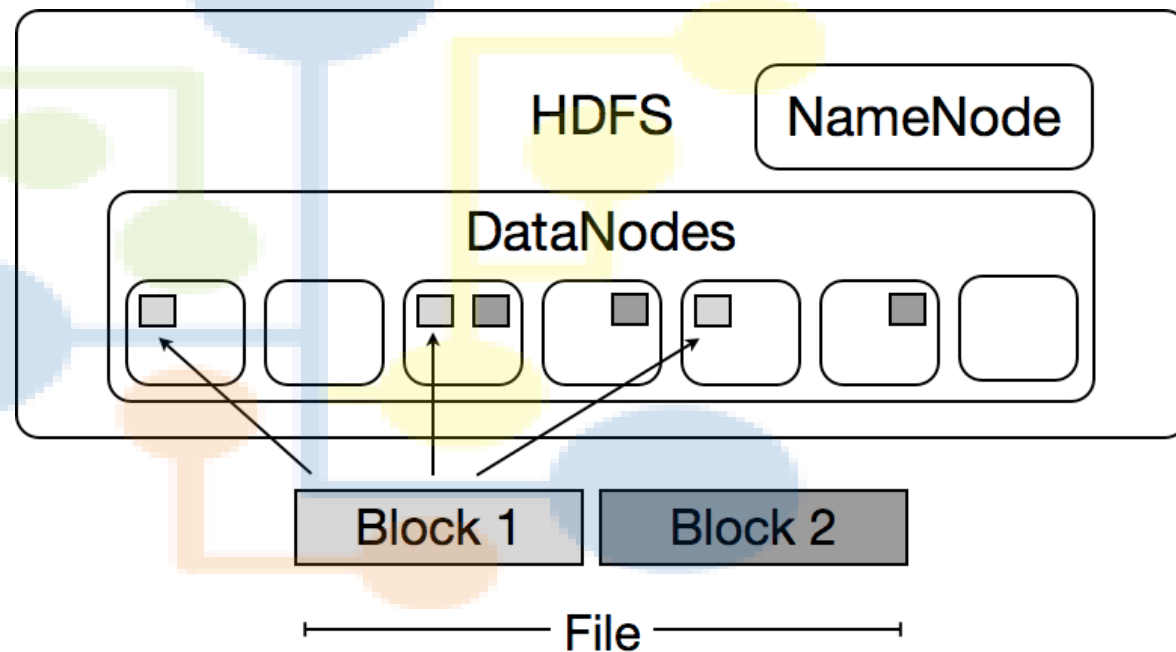 HDFS
NameNode
DataNodes
Block 1
Block 2
File